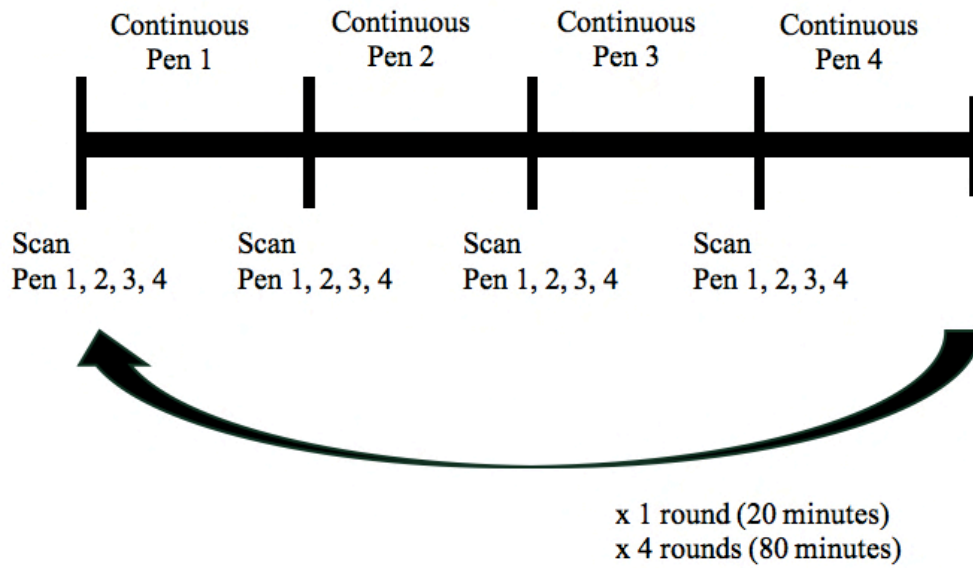 Continuous
Pen 1
Continuous
Pen 2
Continuous
Pen 3
Continuous
Pen 4
Scan
Pen 1, 2, 3, 4
Scan
Pen 1, 2, 3, 4
Scan
Pen 1, 2, 3, 4
Scan
Pen 1, 2, 3, 4
x 1 round (20 minutes)
x 4 rounds (80 minutes)